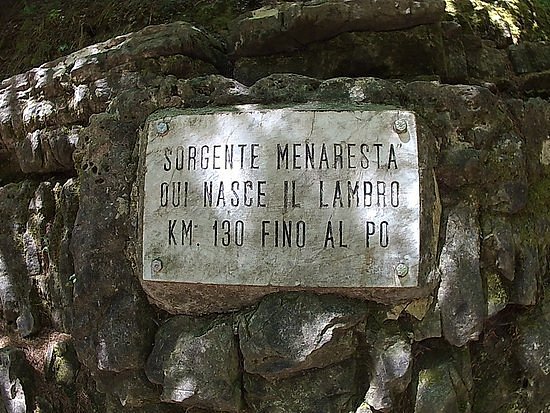 SORGENTE MENARESTA
QUI NASCE IL LAMBRO
KM. 130 FINO AL PO